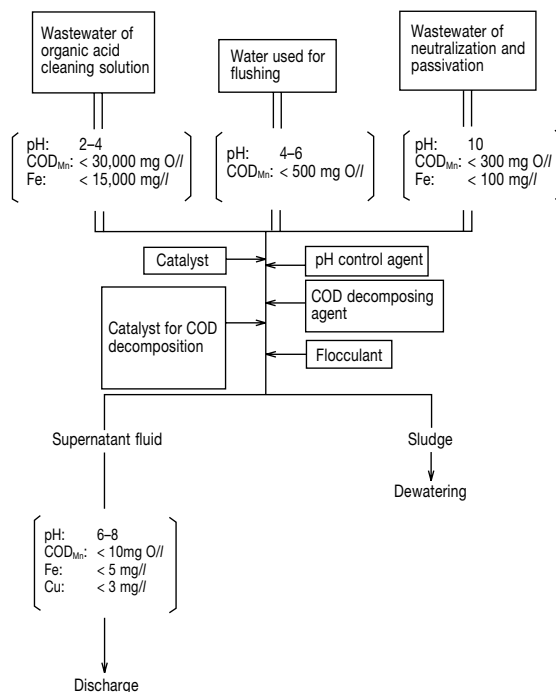 Wastewater of
organic acid
cleaning solution
Water used for
flushing
Wastewater of
neutralization and
passivation
pH: 2–4
COD_Mn: < 30,000 mg O/l
Fe: < 15,000 mg/l
pH: 4–6
COD_Mn: < 500 mg O/l
pH: 10
COD_Mn: < 300 mg O/l
Fe: < 100 mg/l
Catalyst
pH control agent
COD decomposing
agent
Catalyst for COD
decomposition
Flocculant
Supernatant fluid
Sludge
Dewatering
pH: 6–8
COD_Mn: < 10mg O/l
Fe: < 5 mg/l
Cu: < 3 mg/l
Discharge